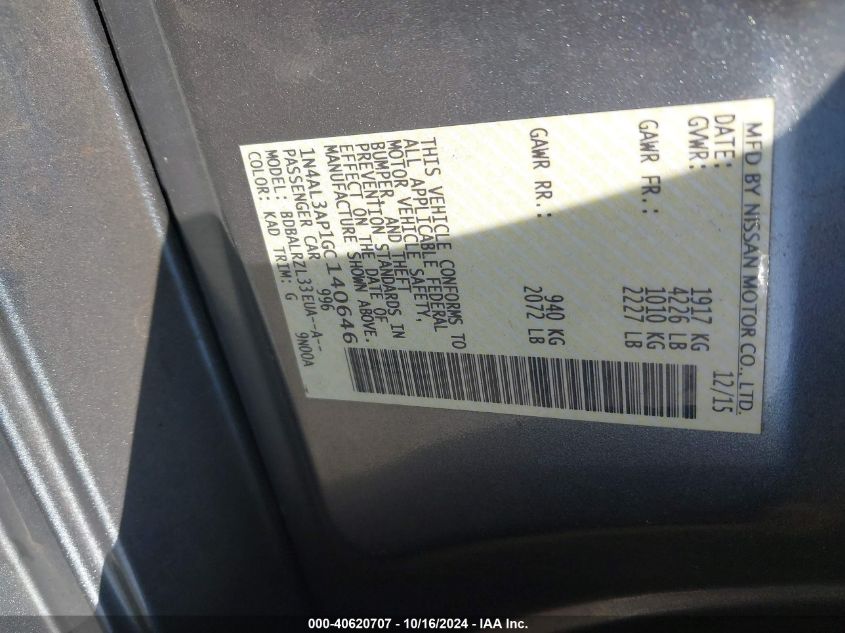 MFD BY NISSAN MOTOR CO., LTD.
DATE: 12/15
GVWR: 1917 KG
4226 LB
GAWR FR.: 1010 KG
2227 LB
GAWR RR.: 940 KG
2072 LB
THIS VEHICLE CONFORMS TO
ALL APPLICABLE FEDERAL
MOTOR VEHICLE SAFETY,
BUMPER, AND THEFT
PREVENTION STANDARDS IN
EFFECT ON THE DATE OF
MANUFACTURE SHOWN ABOVE.
1N4AL3AP1GC140646
PASSENGER CAR 996
MODEL: BDBALRZL33EUA--A--
COLOR: KAD TRIM: G 9N00A
000-40620707 - 10/16/2024 - IAA Inc.